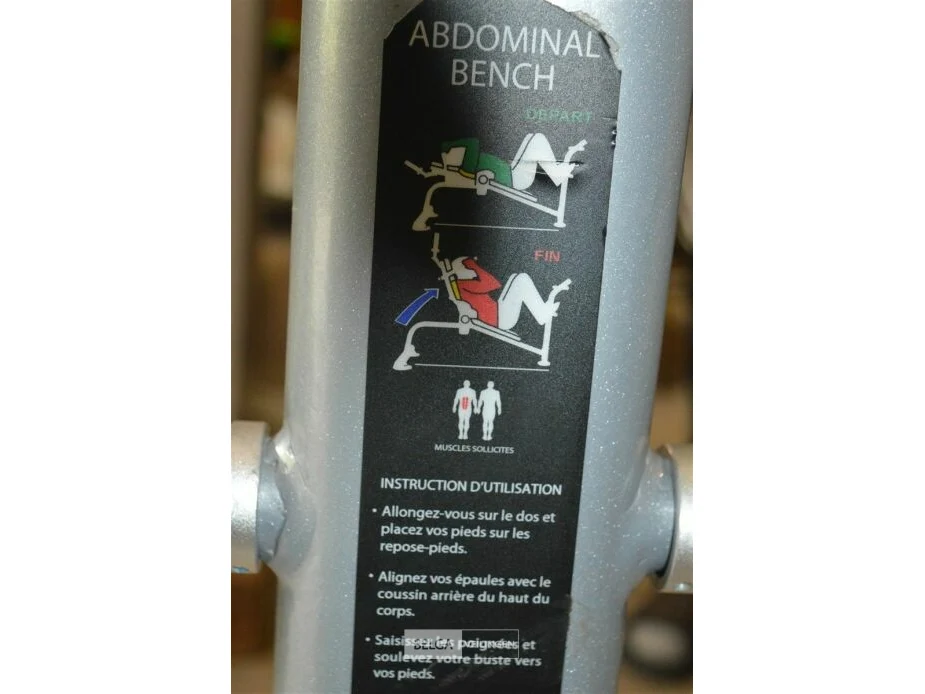 ABDOMINAL
BENCH
DEPART
FIN
MUSCLES SOLLICITES
INSTRUCTION D'UTILISATION
• Allongez-vous sur le dos et
placez vos pieds sur les
repose-pieds.
• Alignez vos épaules avec le
coussin arrière du haut du
corps.
• Saisissez les poignées et
soulevez votre buste vers
vos pieds.